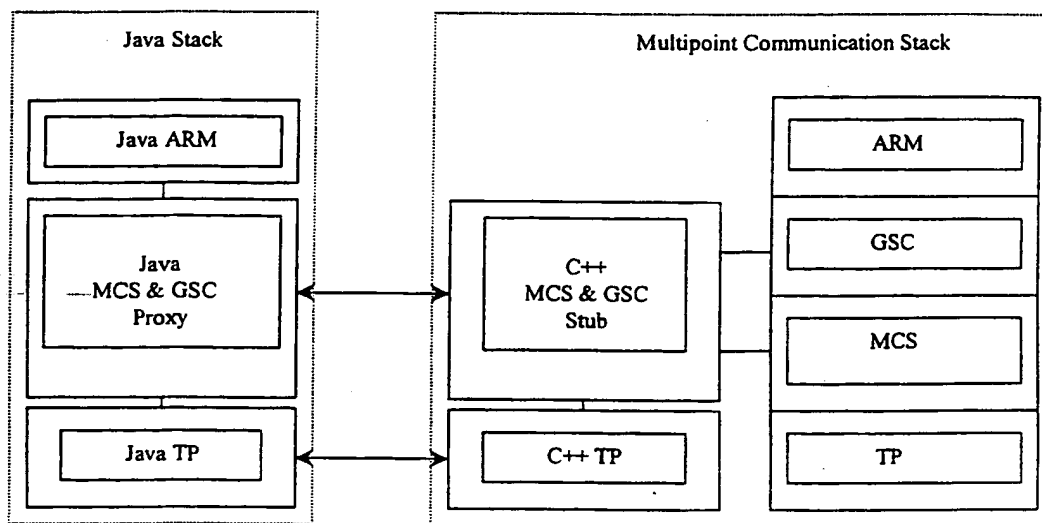 Java Stack
Java ARM
Java
MCS & GSC
Proxy
Java TP
Multipoint Communication Stack
C++
MCS & GSC
Stub
C++ TP
ARM
GSC
MCS
TP